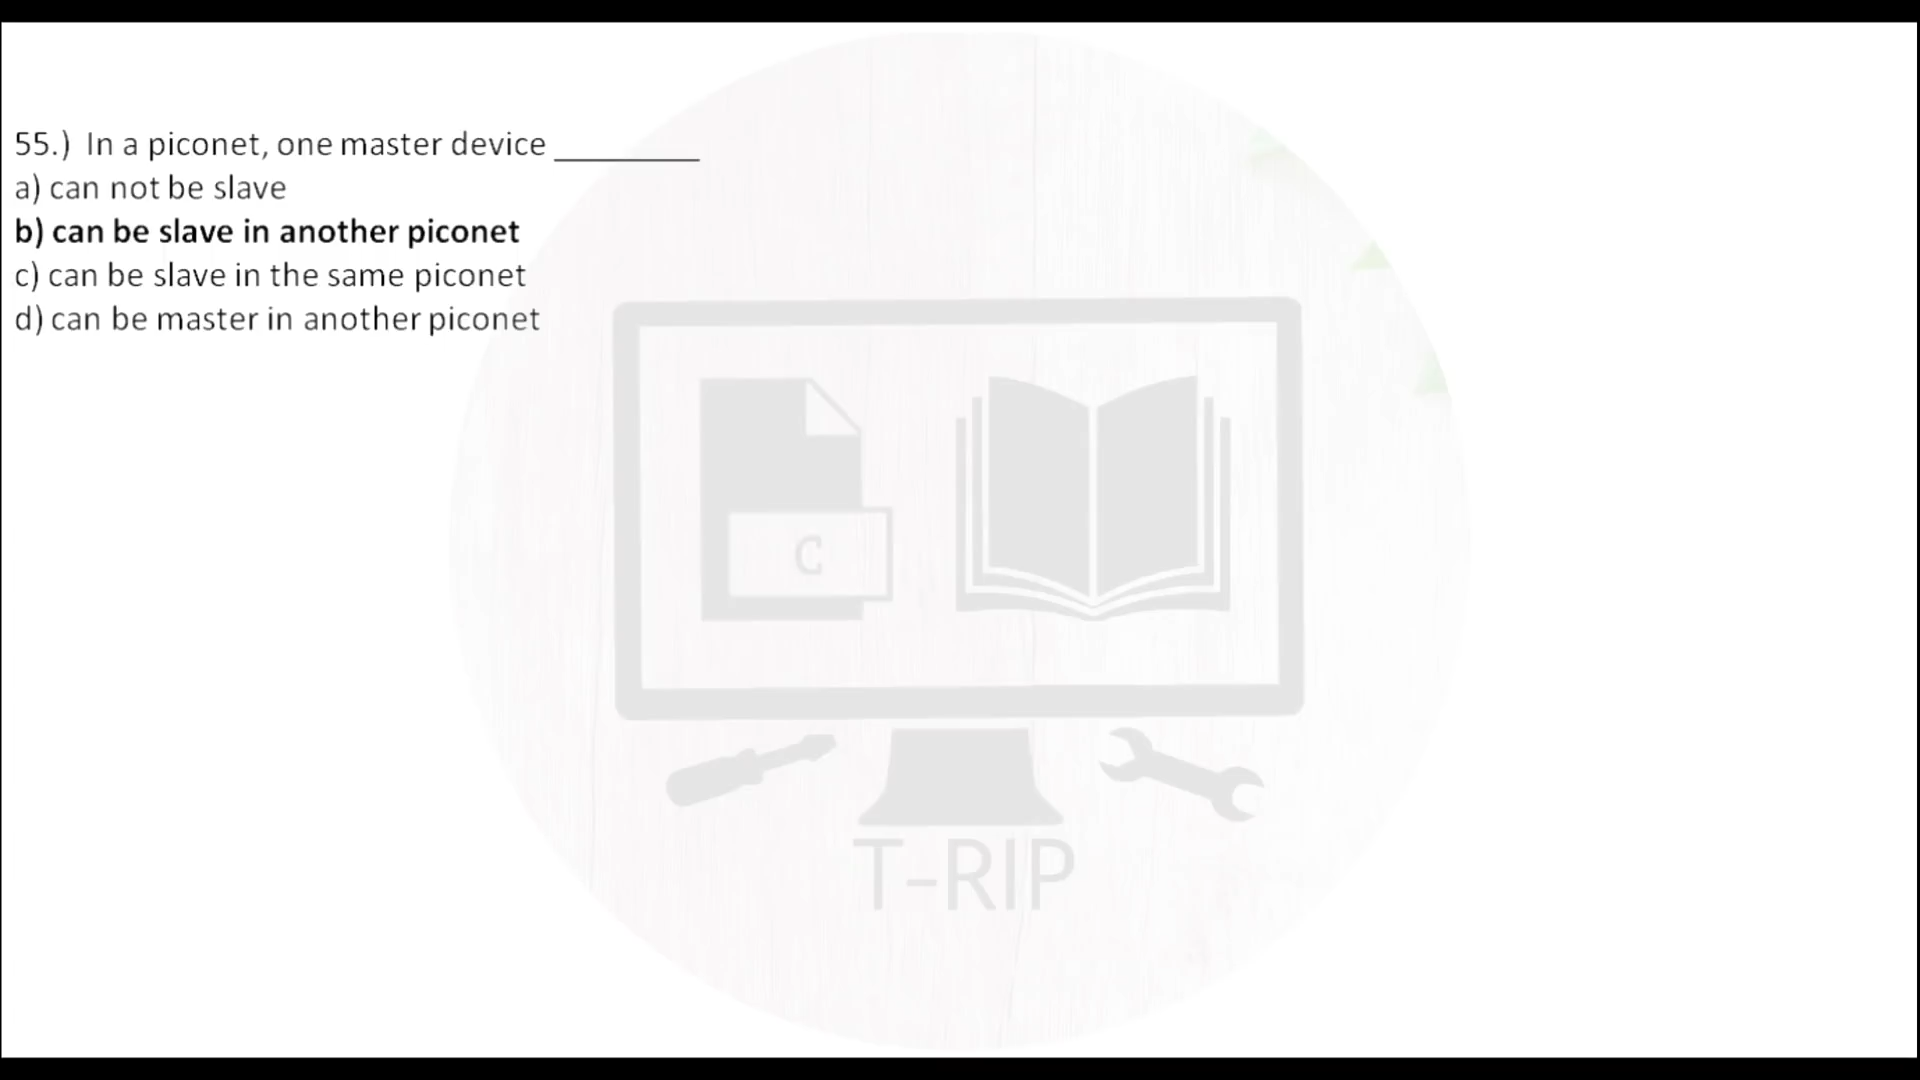 55.) In a piconet, one master device _________
a) can not be slave
b) can be slave in another piconet
c) can be slave in the same piconet
d) can be master in another piconet
C
T-RIP